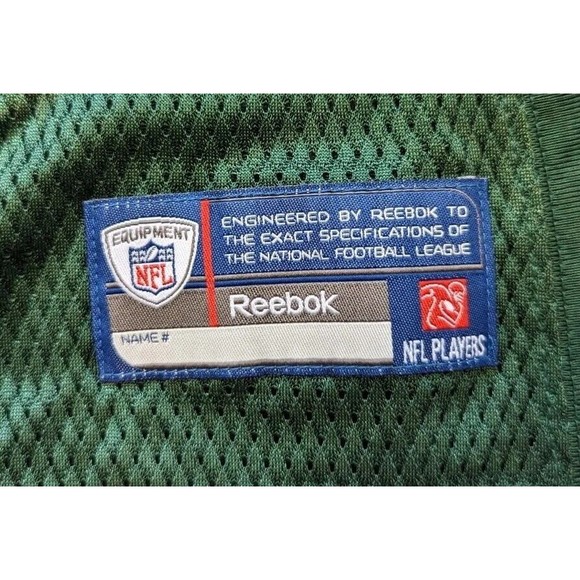 EQUIPMENT
NFL
ENGINEERED BY REEBOK TO
THE EXACT SPECIFICATIONS OF
THE NATIONAL FOOTBALL LEAGUE
Reebok
NAME #
NFL PLAYERS